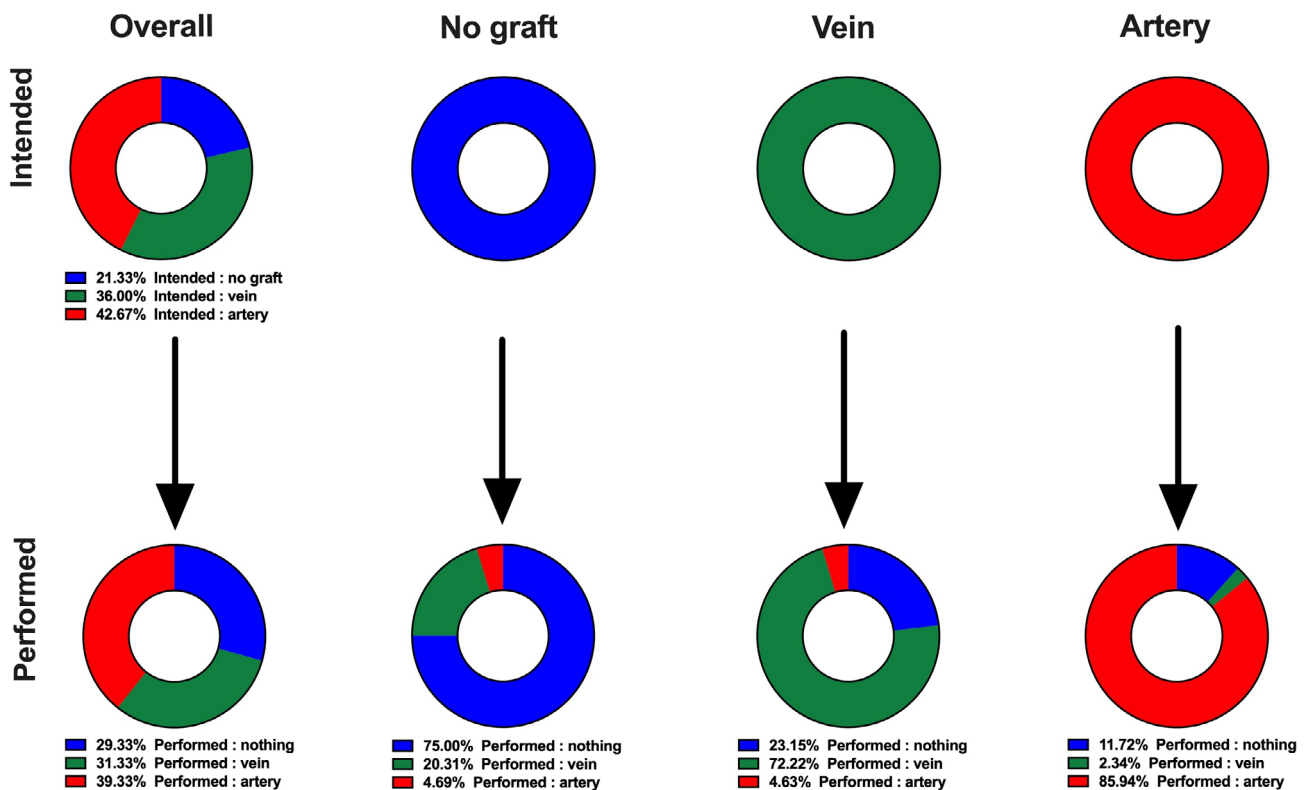 Overall
No graft
Vein
Artery
Intended
21.33% Intended : no graft
36.00% Intended : vein
42.67% Intended : artery
Performed
29.33% Performed : nothing
31.33% Performed : vein
39.33% Performed : artery
75.00% Performed : nothing
20.31% Performed : vein
4.69% Performed : artery
23.15% Performed : nothing
72.22% Performed : vein
4.63% Performed : artery
11.72% Performed : nothing
2.34% Performed : vein
85.94% Performed : artery